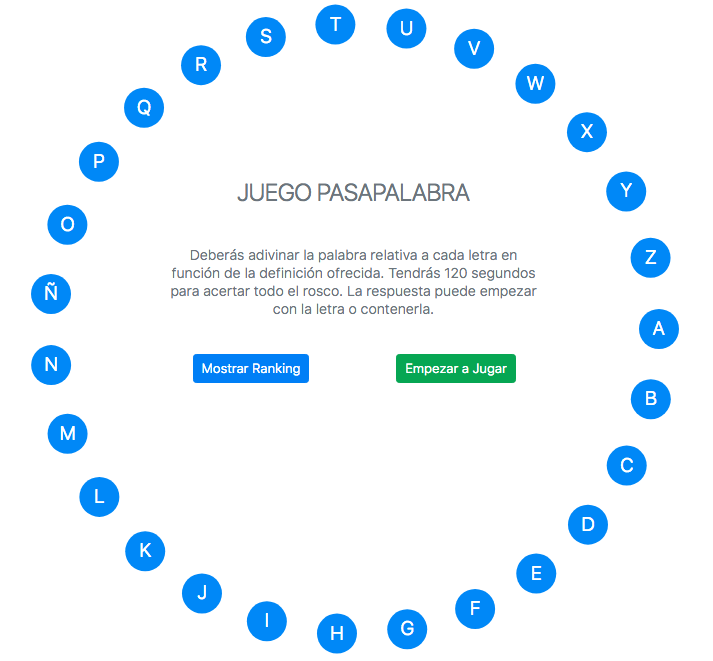 T
U
S
V
R
W
Q
X
P
JUEGO PASAPALABRA
Y
O
Deberás adivinar la palabra relativa a cada letra en
Z
función de la definición ofrecida. Tendrás 120 segundos
para acertar todo el rosco. La respuesta puede empezar
Ñ
con la letra o contenerla.
A
N
Mostrar Ranking
Empezar a Jugar
B
M
C
L
D
K
E
J
F
I
G
H